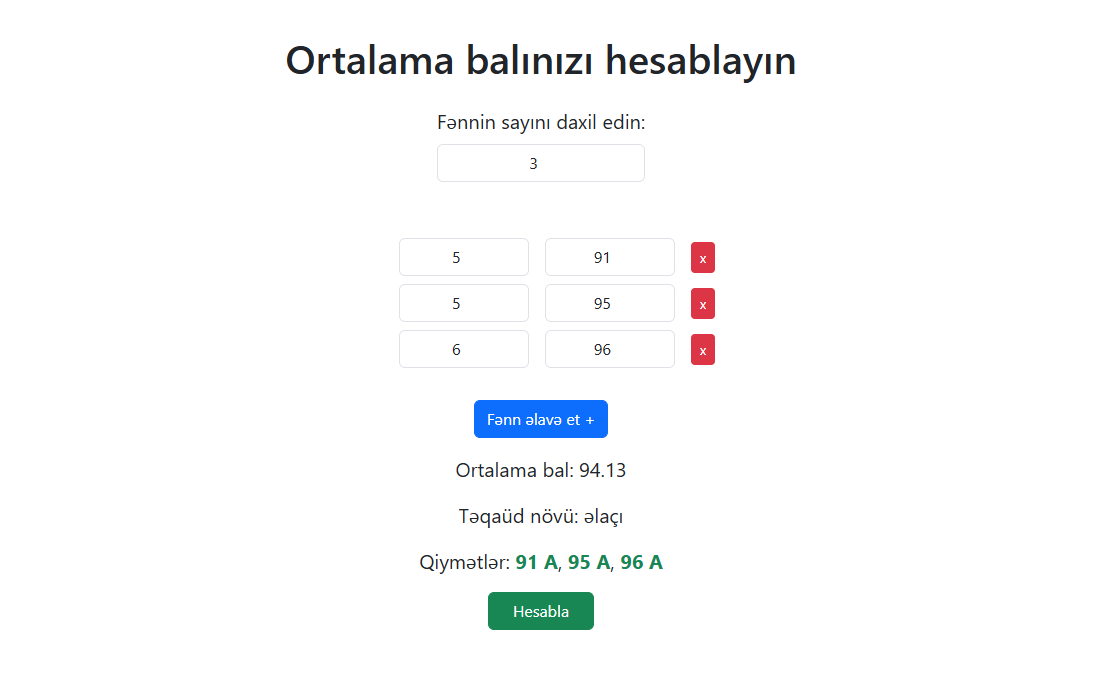 Ortalama balınızı hesablayın
Fənnin sayını daxil edin:
3
5 91 x
5 95 x
6 96 x
Fənn əlavə et +
Ortalama bal: 94.13
Təqaüd növü: əlaçı
Qiymətlər: 91 A, 95 A, 96 A
Hesabla